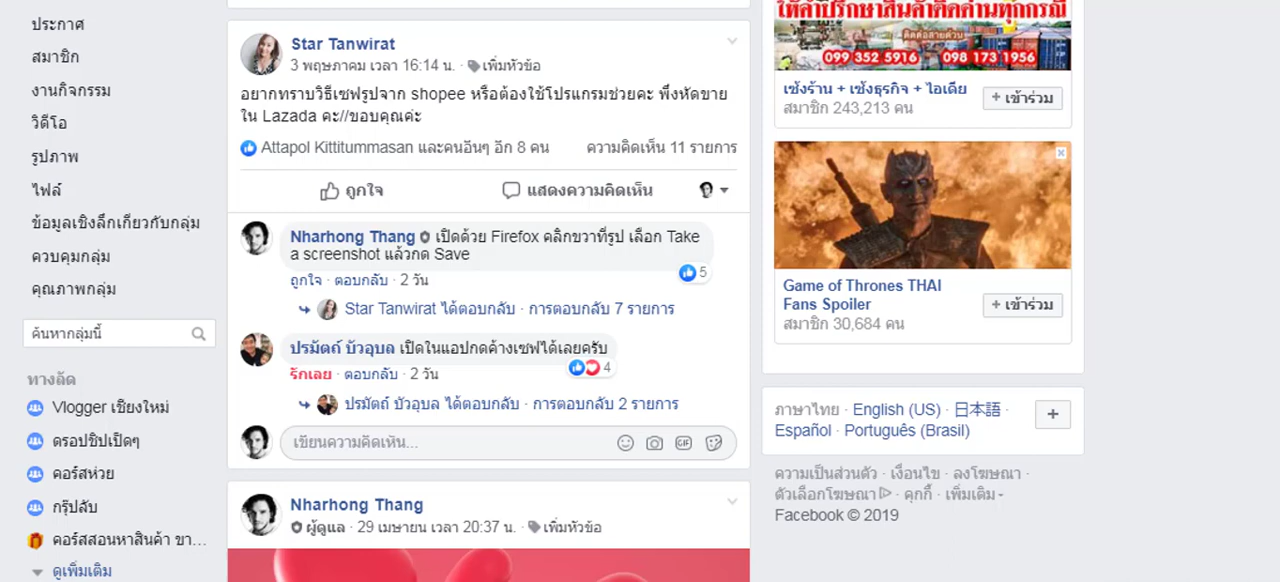 ประกาศ
สมาชิก
งานกิจกรรม
วิดีโอ
รูปภาพ
ไฟล์
ข้อมูลเชิงลึกเกี่ยวกับกลุ่ม
ควบคุมกลุ่ม
คุณภาพกลุ่ม
ค้นหากลุ่มนี้
ทางลัด
Vlogger เชียงใหม่
ดรอปชิปเป็ดๆ
คอร์สห่วย
กรุ๊ปลับ
คอร์สสอนหาสินค้า ขา...
ดูเพิ่มเติม
Star Tanwirat
3 พฤษภาคม เวลา 16:14 น. · เพิ่มหัวข้อ
อยากทราบวิธีเซฟรูปจาก shopee หรือต้องใช้โปรแกรมช่วยคะ พึ่งหัดขาย
ใน Lazada คะ//ขอบคุณค่ะ
Attapol Kittitummasan และคนอื่นๆ อีก 8 คน ความคิดเห็น 11 รายการ
ถูกใจ แสดงความคิดเห็น
Nharhong Thang เปิดด้วย Firefox คลิกขวาที่รูป เลือก Take
a screenshot แล้วกด Save
5
ถูกใจ · ตอบกลับ · 2 วัน
Star Tanwirat ได้ตอบกลับ · การตอบกลับ 7 รายการ
ปรมัตถ์ บัวอุบล เปิดในแอปกดค้างเซฟได้เลยครับ
4
รักเลย · ตอบกลับ · 2 วัน
ปรมัตถ์ บัวอุบล ได้ตอบกลับ · การตอบกลับ 2 รายการ
เขียนความคิดเห็น...
GIF
Nharhong Thang
ผู้ดูแล · 29 เมษายน เวลา 20:37 น. · เพิ่มหัวข้อ
ให้คำปรึกษาสินค้าติดด่านทุกกรณี
ติดต่อสายด่วน
099 352 5916 098 173 1956
เซ้งร้าน + เซ้งธุรกิจ + ไอเดีย
สมาชิก 243,213 คน
+ เข้าร่วม
Game of Thrones THAI
Fans Spoiler
สมาชิก 30,684 คน
+ เข้าร่วม
ภาษาไทย · English (US) · 日本語 ·
Español · Português (Brasil)
+
ความเป็นส่วนตัว · เงื่อนไข · ลงโฆษณา ·
ตัวเลือกโฆษณา · คุกกี้ · เพิ่มเติม
Facebook © 2019